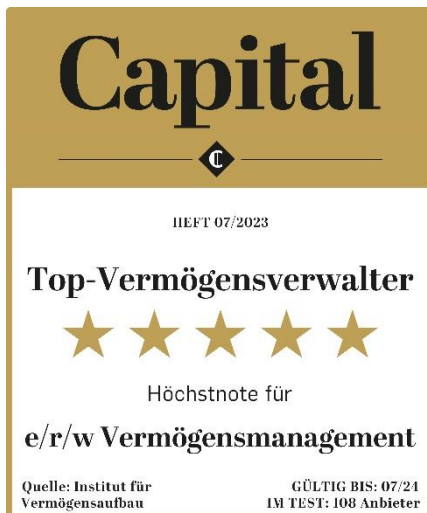 Capital
C
HEFT 07/2023
Top-Vermögensverwalter
Höchstnote für
e/r/w Vermögensmanagement
Quelle: Institut für
Vermögensaufbau
GÜLTIG BIS: 07/24
IM TEST: 108 Anbieter